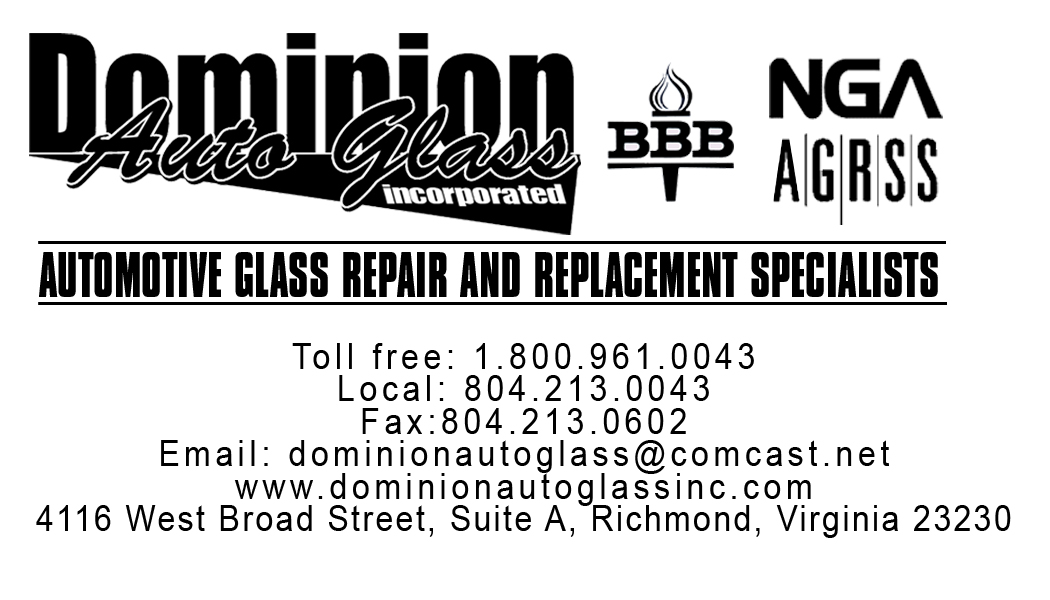 Dominion
Auto Glass
incorporated
BBB
NGA
AGRSS
AUTOMOTIVE GLASS REPAIR AND REPLACEMENT SPECIALISTS
Toll free: 1.800.961.0043
Local: 804.213.0043
Fax:804.213.0602
Email: dominionautoglass@comcast.net
www.dominionautoglassinc.com
4116 West Broad Street, Suite A, Richmond, Virginia 23230